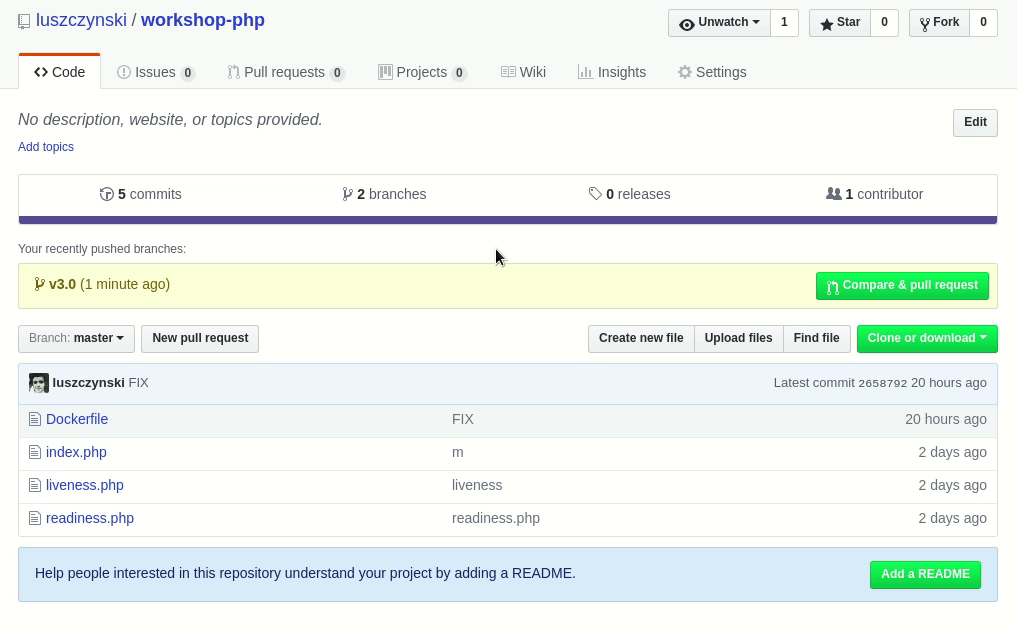 luszczynski / workshop-php Unwatch 1 Star 0 Fork 0
Code Issues 0 Pull requests 0 Projects 0 Wiki Insights Settings
No description, website, or topics provided. Edit
Add topics
5 commits 2 branches 0 releases 1 contributor
Your recently pushed branches:
v3.0 (1 minute ago) Compare & pull request
Branch: master New pull request Create new file Upload files Find file Clone or download
luszczynski FIX Latest commit 2658792 20 hours ago
Dockerfile FIX 20 hours ago
index.php m 2 days ago
liveness.php liveness 2 days ago
readiness.php readiness.php 2 days ago
Help people interested in this repository understand your project by adding a README. Add a README